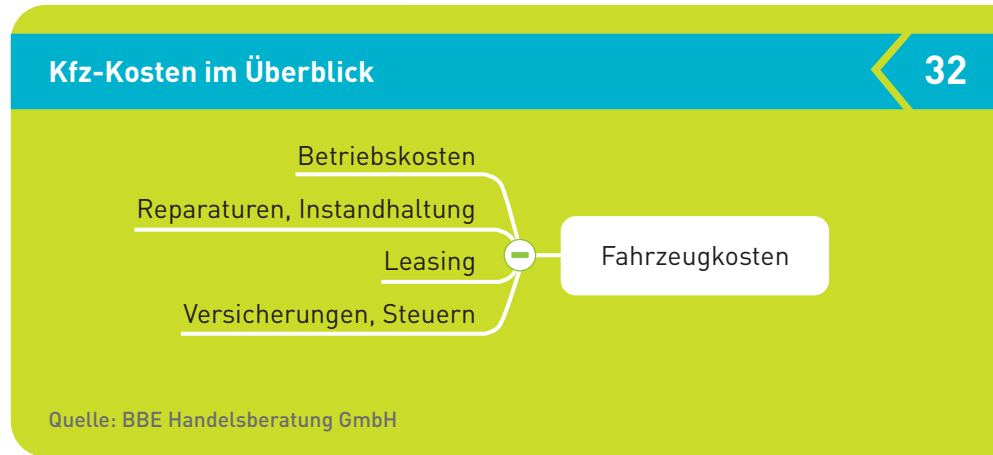 Kfz-Kosten im Überblick
32
Betriebskosten
Reparaturen, Instandhaltung
Leasing
Versicherungen, Steuern
Fahrzeugkosten
Quelle: BBE Handelsberatung GmbH